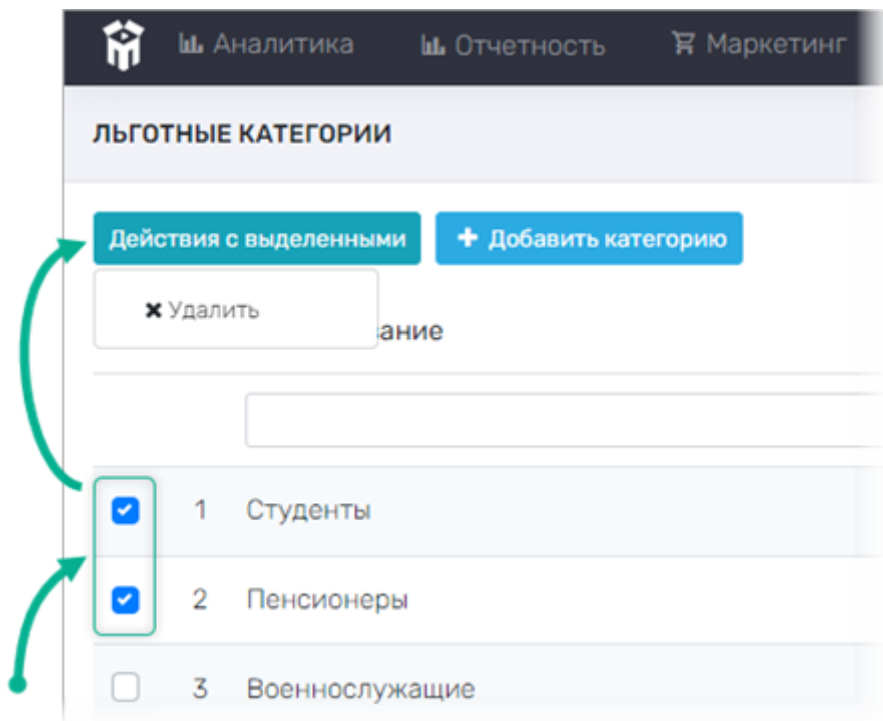 Аналитика Отчетность Маркетинг
ЛЬГОТНЫЕ КАТЕГОРИИ
Действия с выделенными + Добавить категорию
Удалить
ание
1 Студенты
2 Пенсионеры
3 Военнослужащие